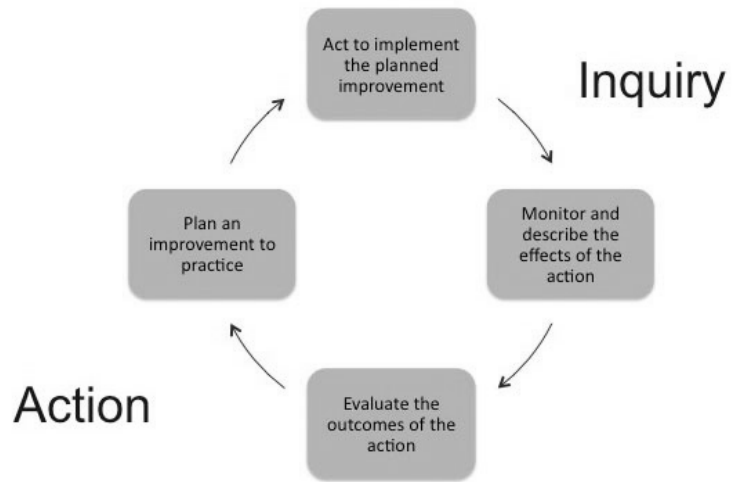 Act to implement
the planned
improvement
Inquiry
Plan an
improvement to
practice
Monitor and
describe the
effects of the
action
Action
Evaluate the
outcomes of the
action